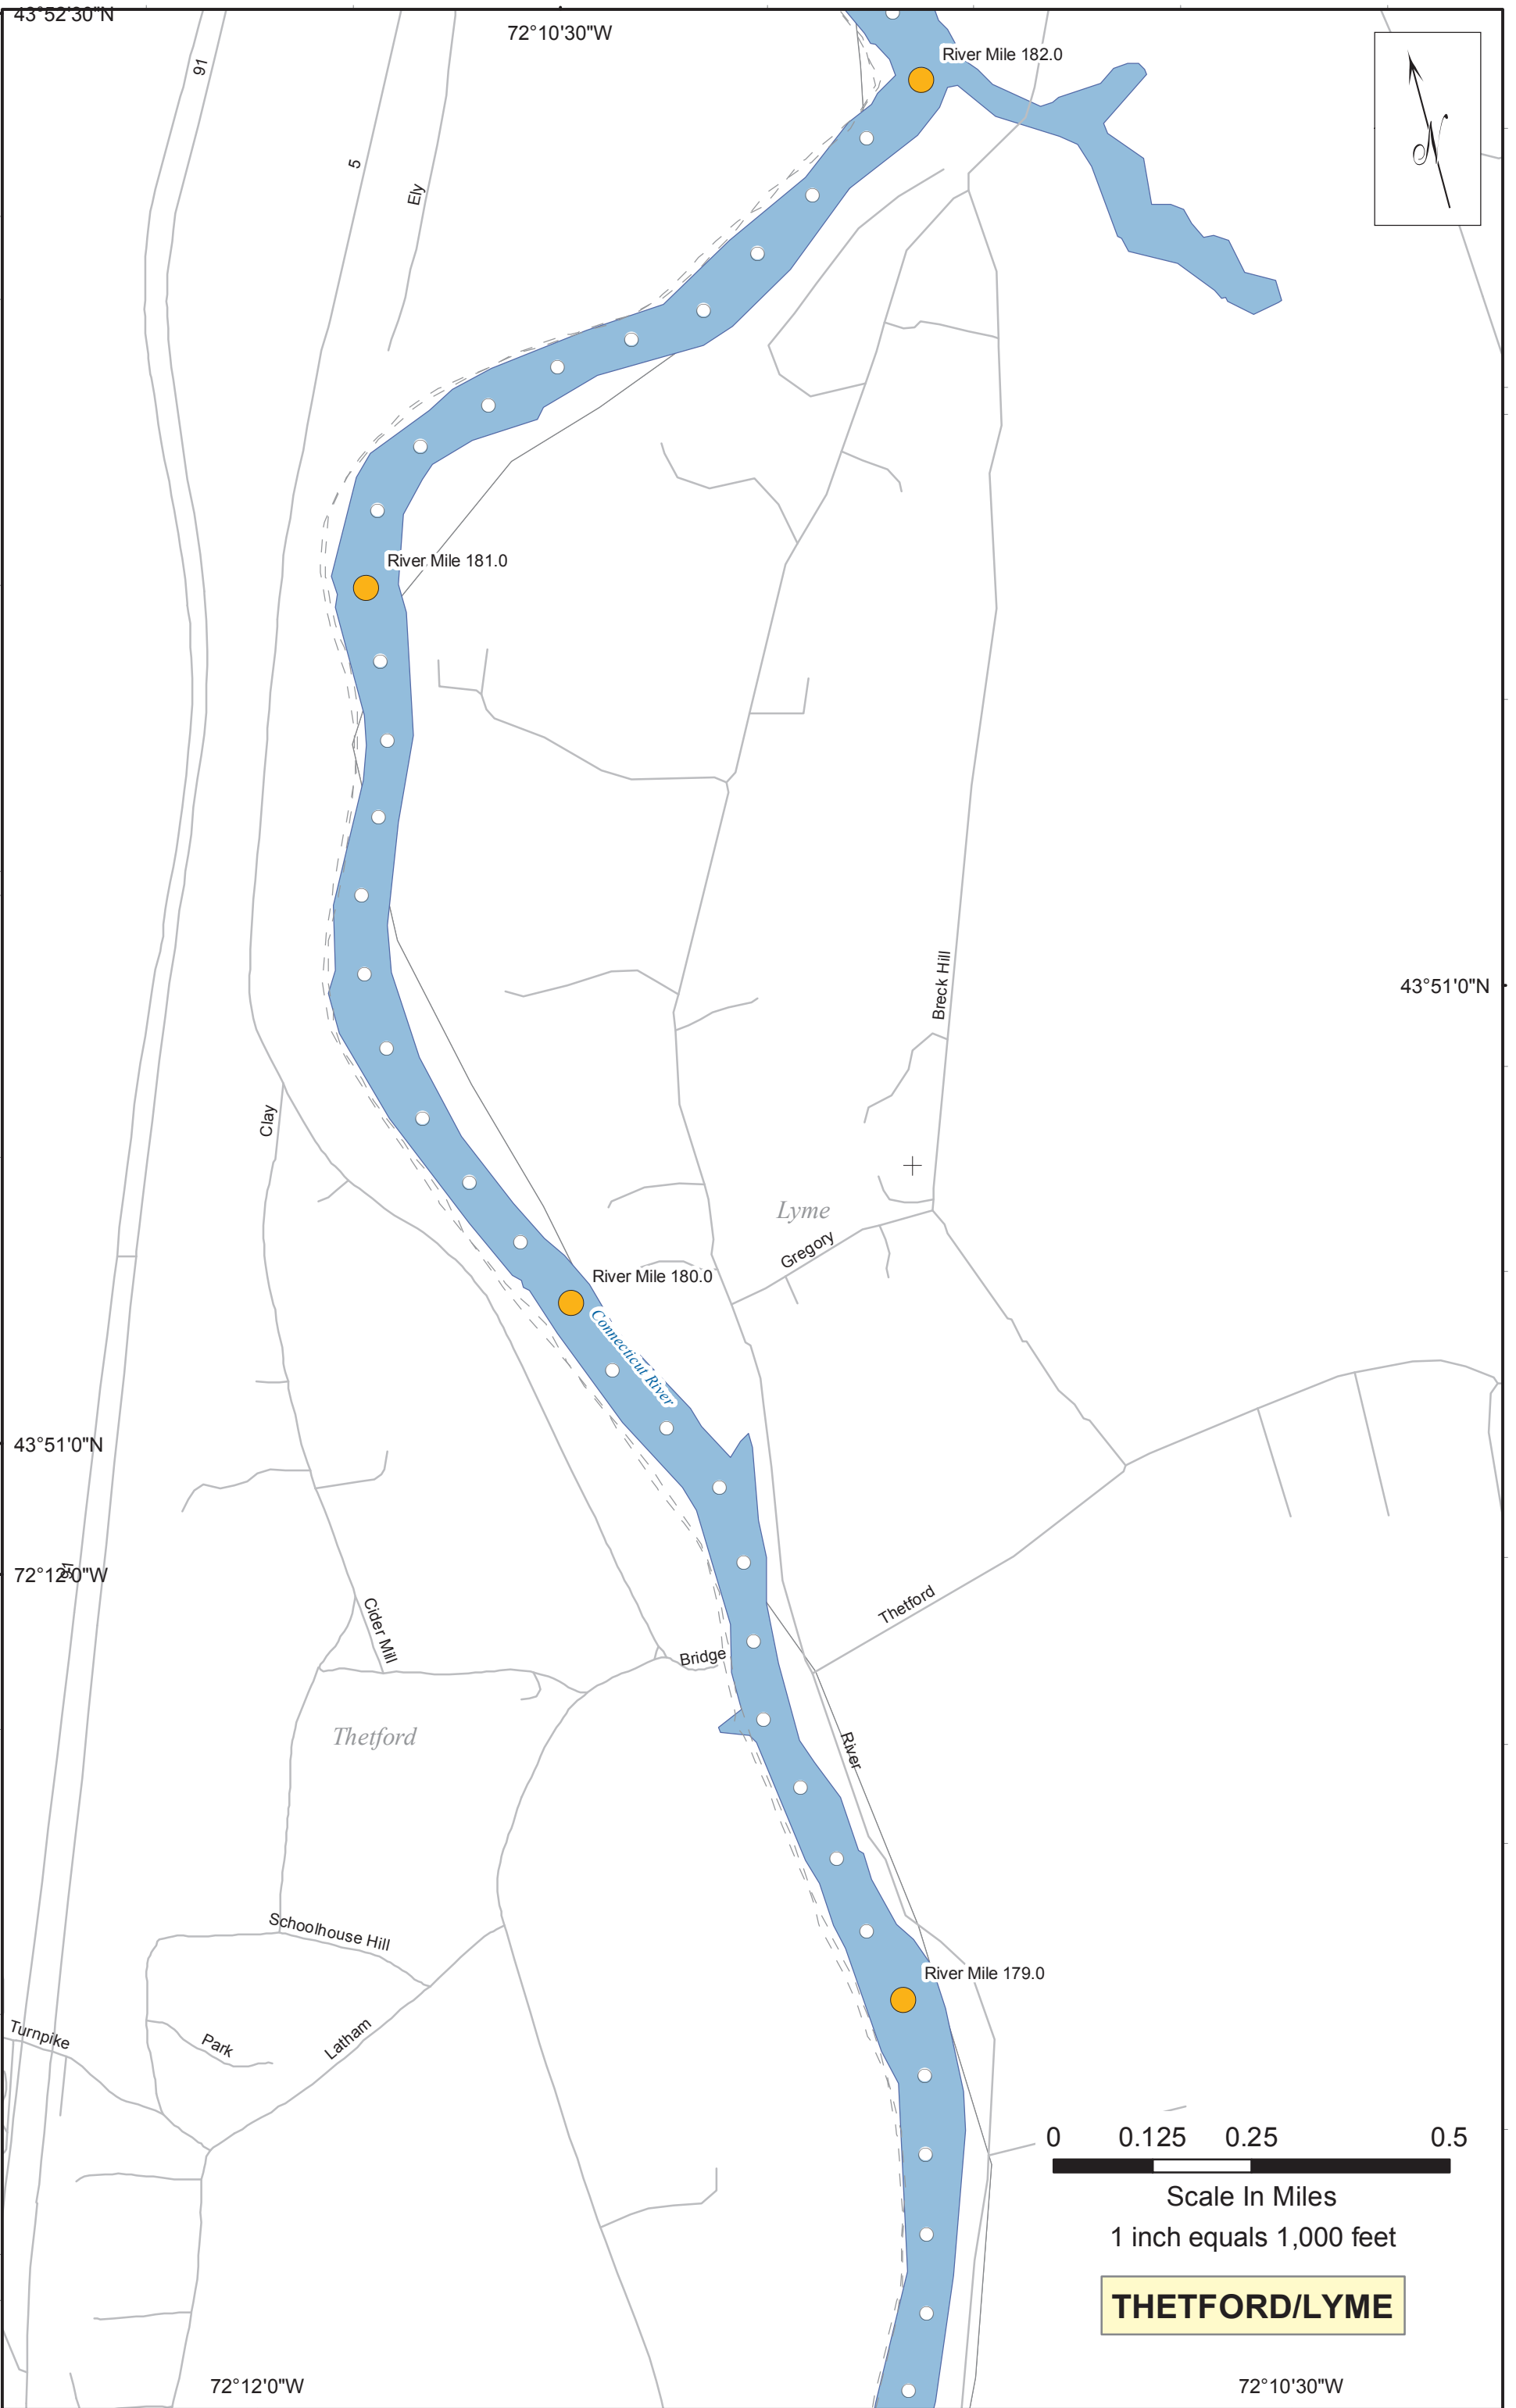 43°52'30"N
72°10'30"W
River Mile 182.0
91
5
Ely
N
River Mile 181.0
Breck Hill
43°51'0"N
Clay
Lyme
Gregory
River Mile 180.0
Connecticut River
43°51'0"N
91
72°12'0"W
Cider Mill
Thetford
Bridge
Thetford
River
Schoolhouse Hill
River Mile 179.0
Turnpike
Park
Latham
0 0.125 0.25 0.5
Scale In Miles
1 inch equals 1,000 feet
THETFORD/LYME
72°12'0"W
72°10'30"W